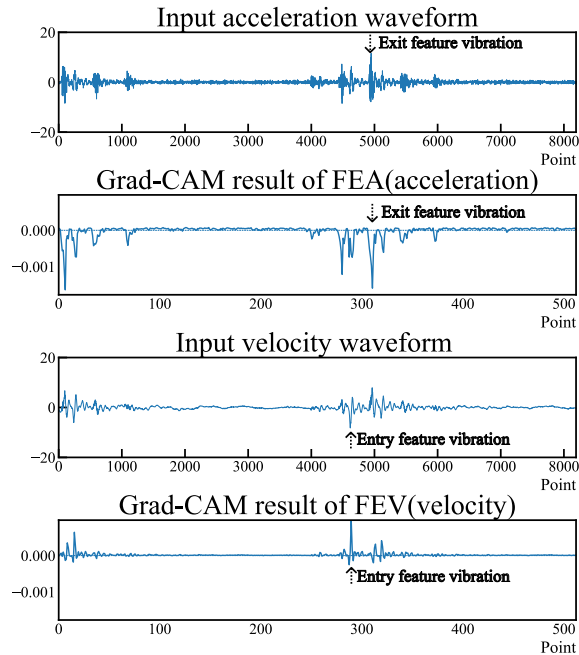 Input acceleration waveform
20
Exit feature vibration
0
−20
0 1000 2000 3000 4000 5000 6000 7000 8000
Point
Grad-CAM result of FEA(acceleration)
Exit feature vibration
0.000
−0.001
0 100 200 300 400 500
Point
Input velocity waveform
20
0
Entry feature vibration
−20
0 1000 2000 3000 4000 5000 6000 7000 8000
Point
Grad-CAM result of FEV(velocity)
0.000
Entry feature vibration
−0.001
0 100 200 300 400 500
Point